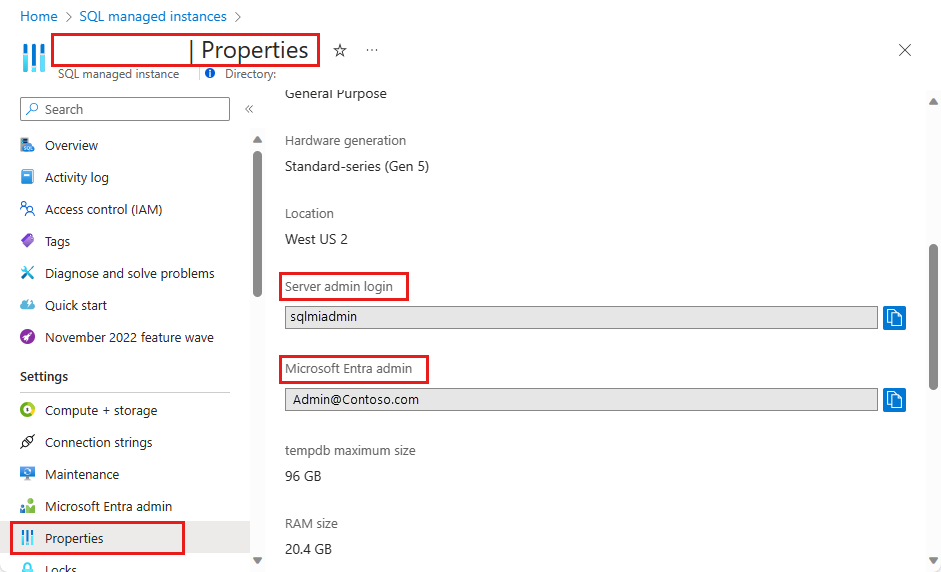 Home > SQL managed instances >
| Properties
SQL managed instance
Directory:
Search
Overview
Activity log
Access control (IAM)
Tags
Diagnose and solve problems
Quick start
November 2022 feature wave
Settings
Compute + storage
Connection strings
Maintenance
Microsoft Entra admin
Properties
Locks
General Purpose
Hardware generation
Standard-series (Gen 5)
Location
West US 2
Server admin login
sqlmiadmin
Microsoft Entra admin
Admin@Contoso.com
tempdb maximum size
96 GB
RAM size
20.4 GB